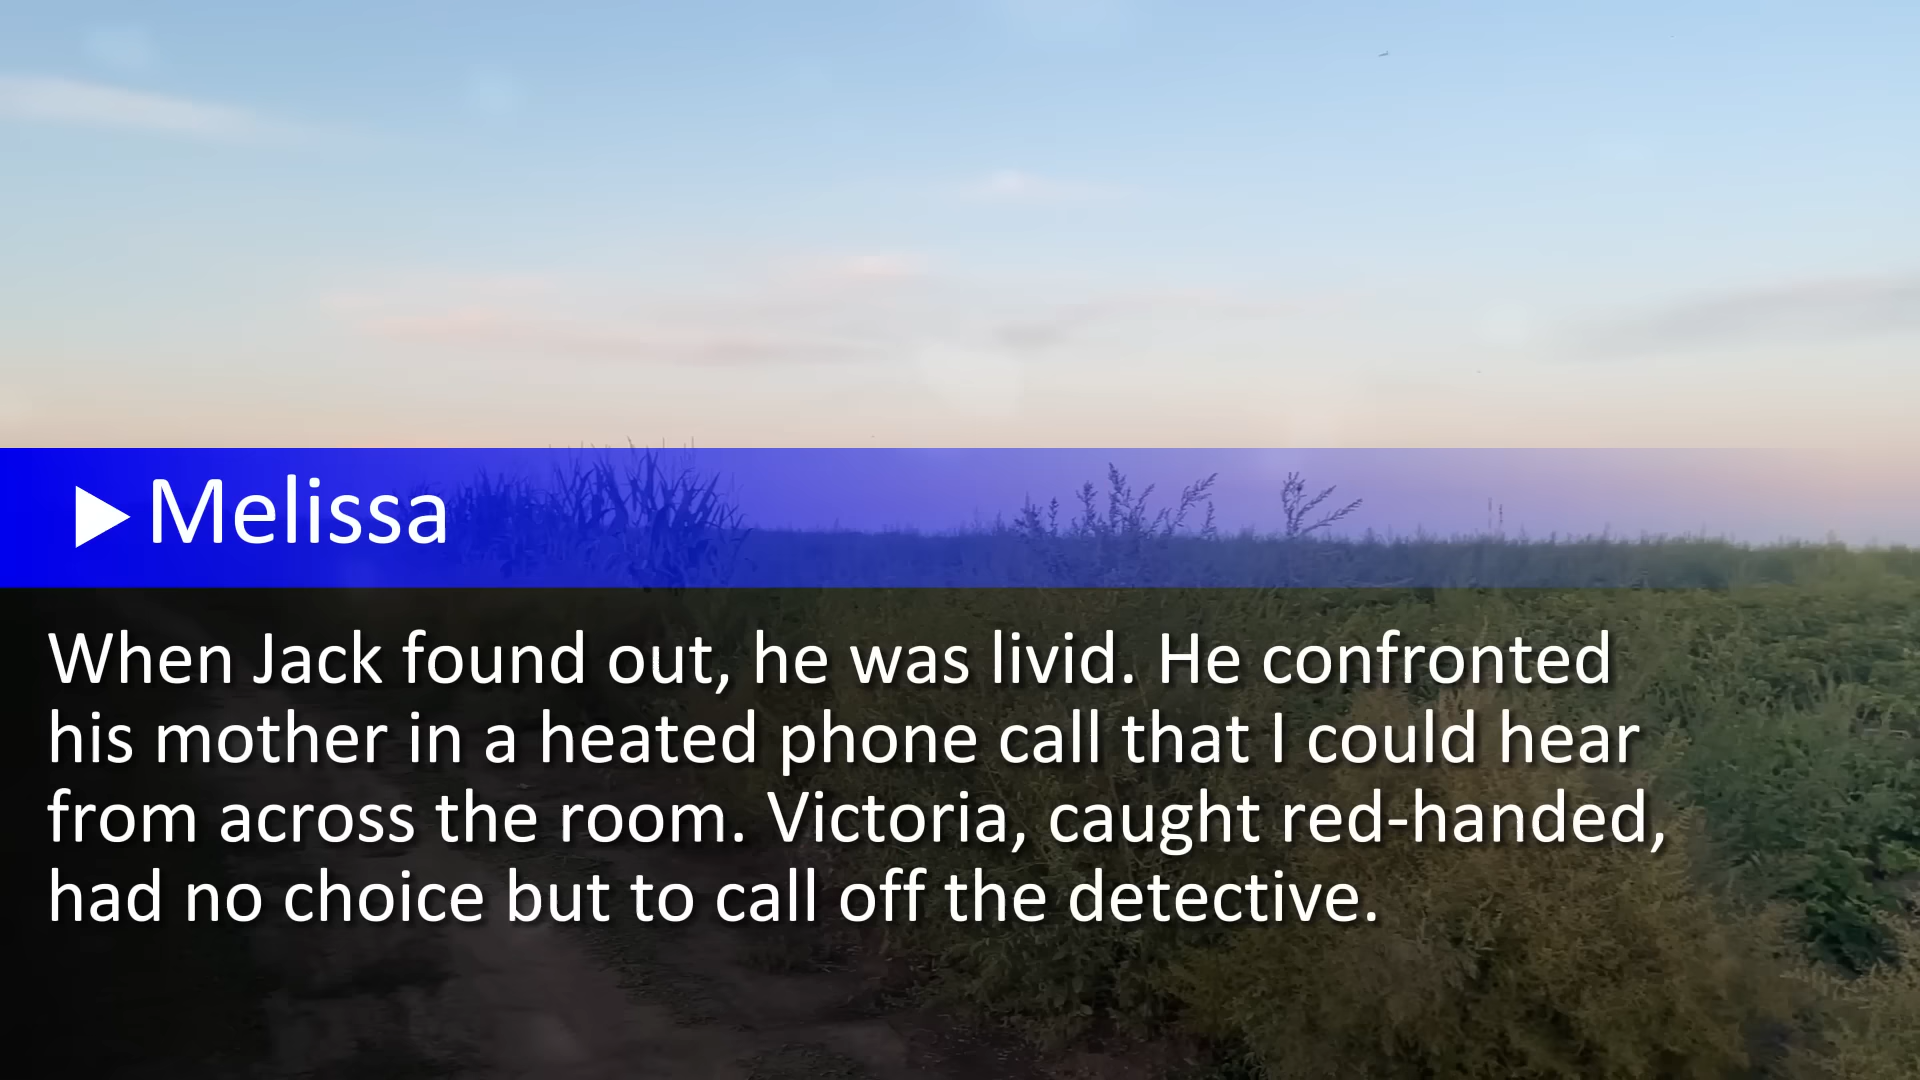 Melissa
When Jack found out, he was livid. He confronted
his mother in a heated phone call that I could hear
from across the room. Victoria, caught red-handed,
had no choice but to call off the detective.